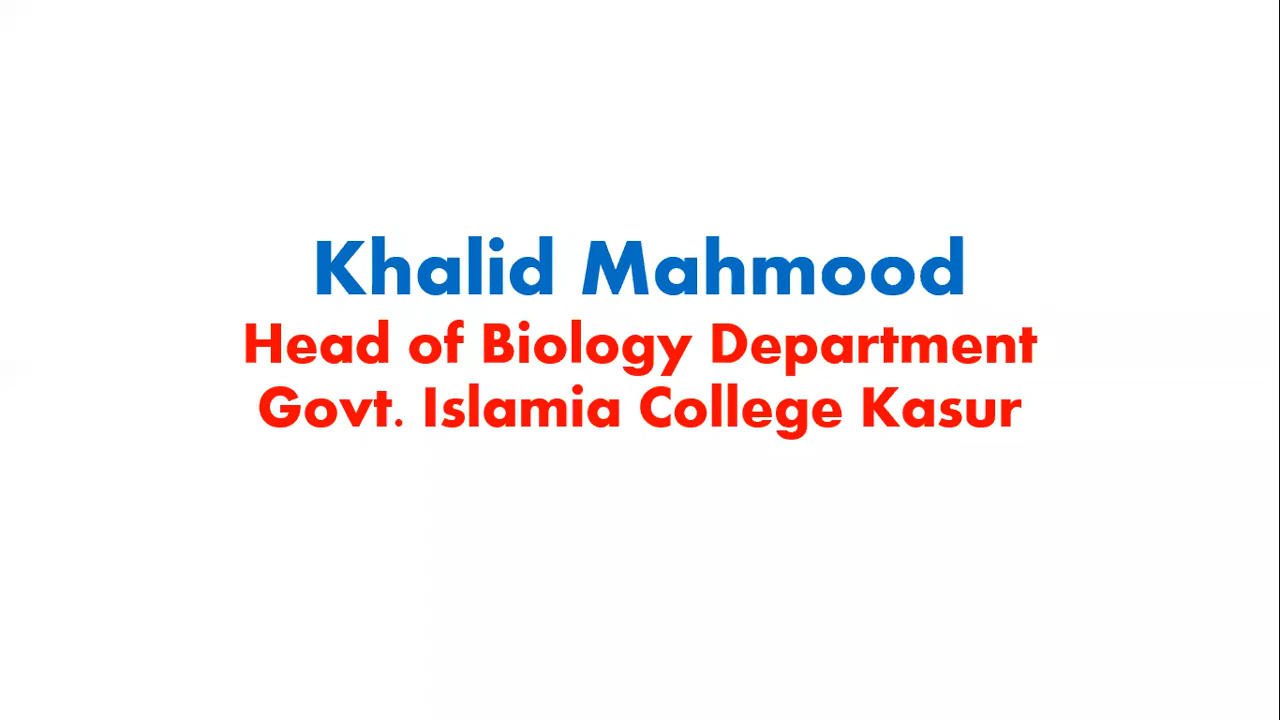 Khalid Mahmood
Head of Biology Department
Govt. Islamia College Kasur